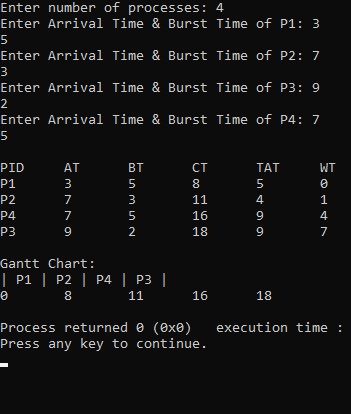 Enter number of processes: 4
Enter Arrival Time & Burst Time of P1: 3
5
Enter Arrival Time & Burst Time of P2: 7
3
Enter Arrival Time & Burst Time of P3: 9
2
Enter Arrival Time & Burst Time of P4: 7
5
PID AT BT CT TAT WT
P1 3 5 8 5 0
P2 7 3 11 4 1
P4 7 5 16 9 4
P3 9 2 18 9 7
Gantt Chart:
| P1 | P2 | P4 | P3 |
0 8 11 16 18
Process returned 0 (0x0) execution time :
Press any key to continue.